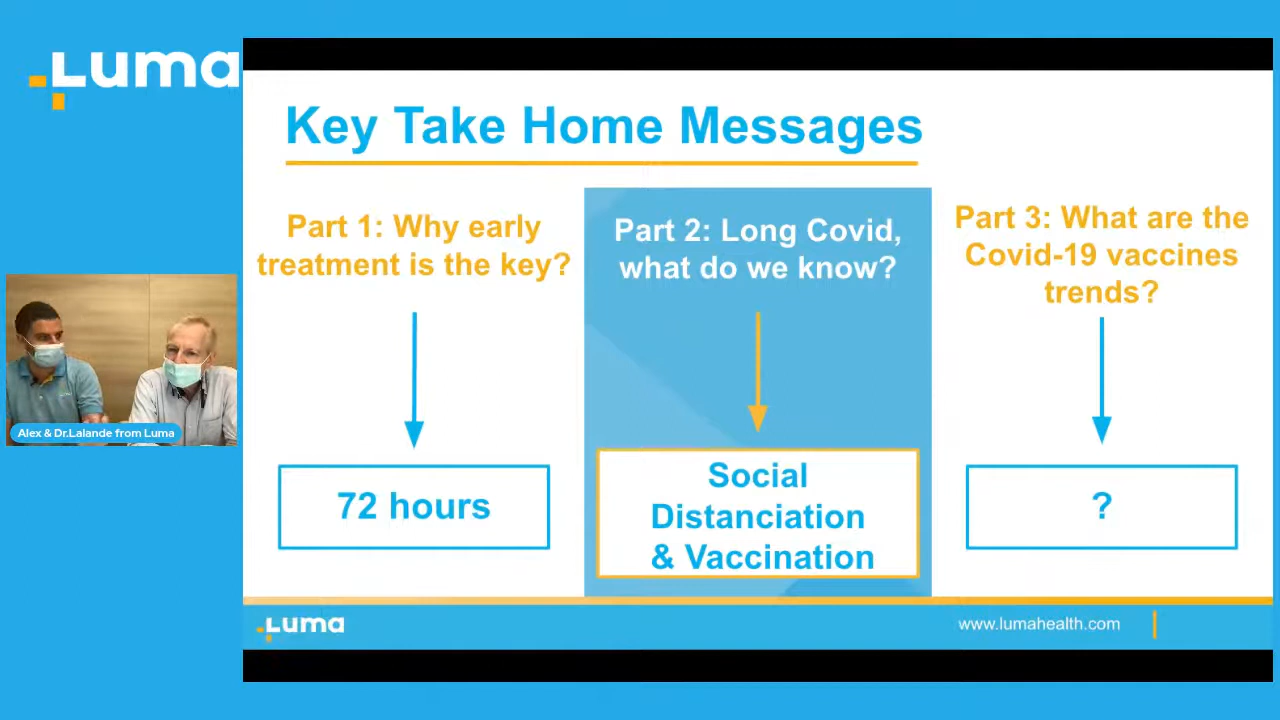 Luma
Key Take Home Messages
Part 1: Why early
treatment is the key?
72 hours
Part 2: Long Covid,
what do we know?
Social
Distanciation
& Vaccination
Part 3: What are the
Covid-19 vaccines
trends?
?
Alex & Dr.Lalande from Luma
Luma
www.lumahealth.com